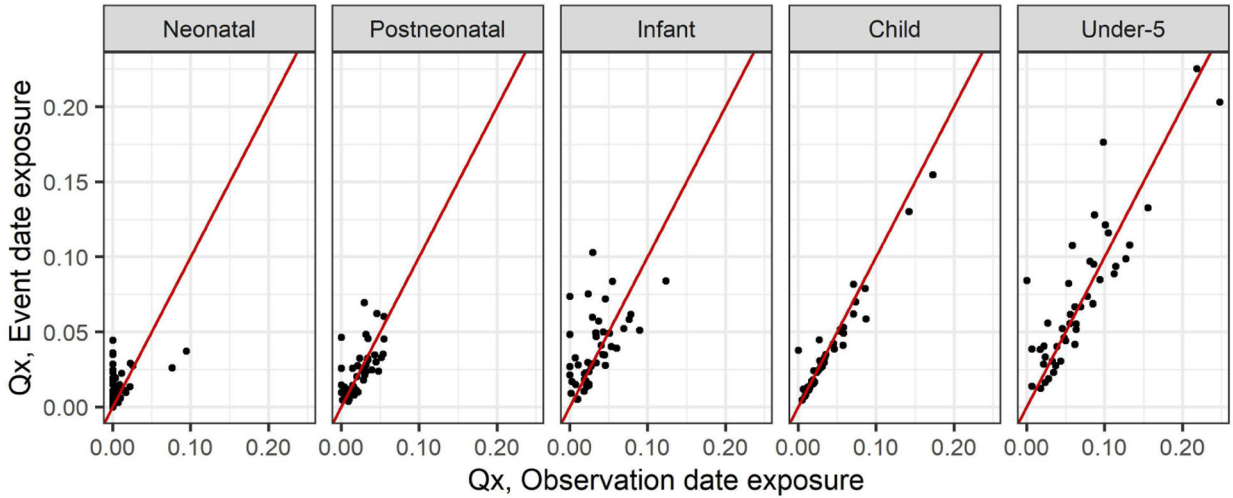 Neonatal Postneonatal Infant Child Under-5
Qx, Event date exposure
0.20
0.15
0.10
0.05
0.00
0.00 0.10 0.20 0.00 0.10 0.20 0.00 0.10 0.20 0.00 0.10 0.20 0.00 0.10 0.20
Qx, Observation date exposure